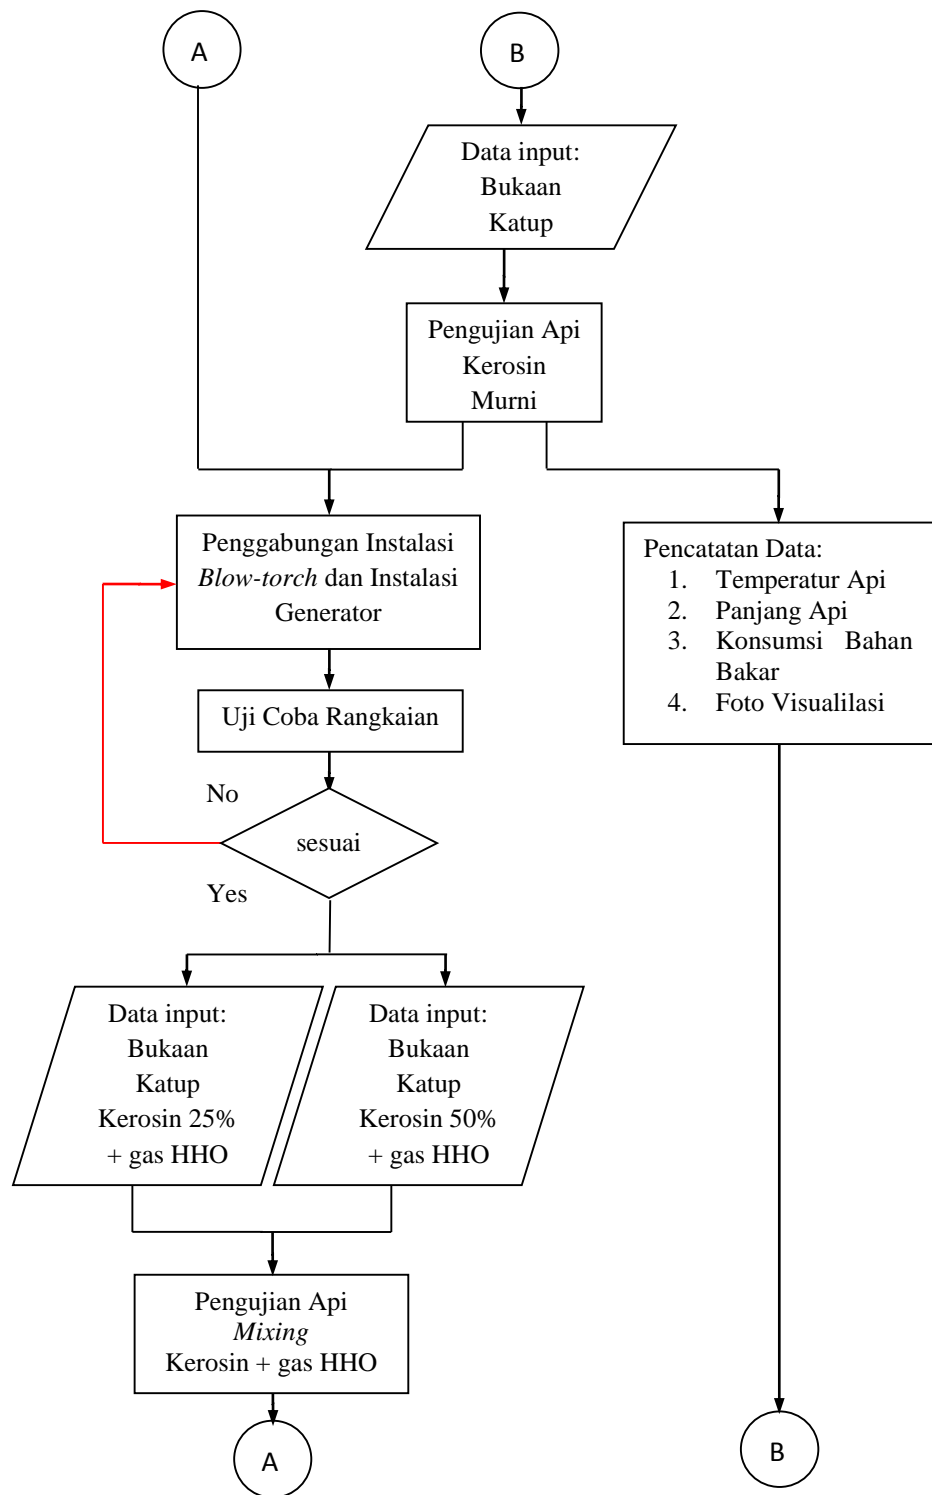 A
B
Data input:
Bukaan
Katup
Pengujian Api
Kerosin
Murni
Penggabungan Instalasi
Blow-torch dan Instalasi
Generator
Pencatatan Data:
1. Temperatur Api
2. Panjang Api
3. Konsumsi Bahan
Bakar
4. Foto Visualilasi
Uji Coba Rangkaian
No
sesuai
Yes
Data input:
Bukaan
Katup
Kerosin 25%
+ gas HHO
Data input:
Bukaan
Katup
Kerosin 50%
+ gas HHO
Pengujian Api
Mixing
Kerosin + gas HHO
A
B